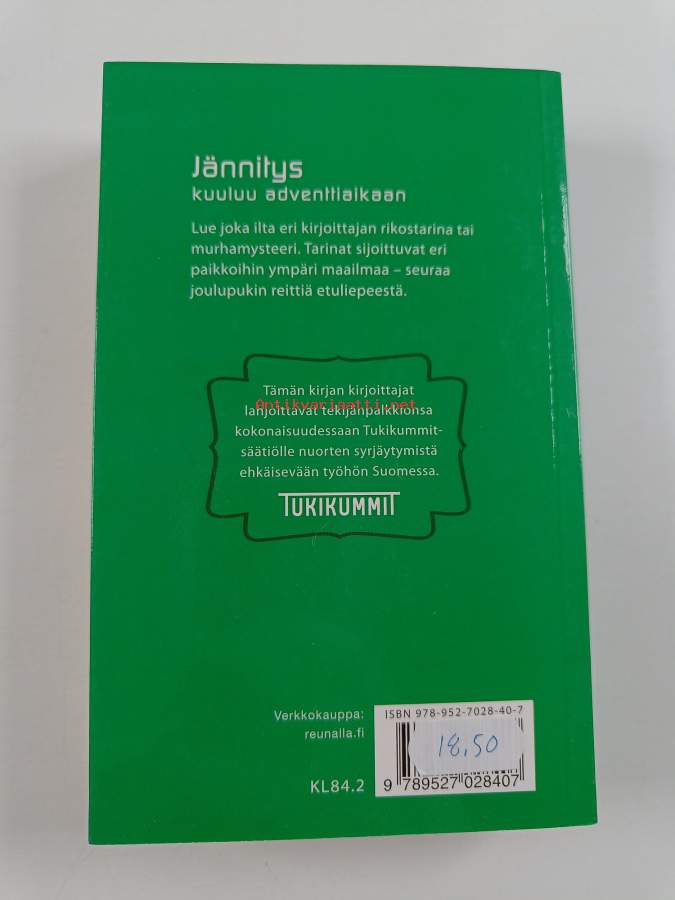 Jännitys
kuuluu adventtiaikaan
Lue joka ilta eri kirjoittajan rikostarina tai
murhamysteeri. Tarinat sijoittuvat eri
paikkoihin ympäri maailmaa – seuraa
joulupukin reittiä etuliepeestä.
Tämän kirjan kirjoittajat
Antikvariaatti.net
lahjoittavat tekijänpalkkionsa
kokonaisuudessaan Tukikummit-
säätiölle nuorten syrjäytymistä
ehkäisevään työhön Suomessa.
TUKIKUMMIT
Verkkokauppa:
reunalla.fi
KL84.2
ISBN 978-952-7028-40-7
18,50
9 789527 028407